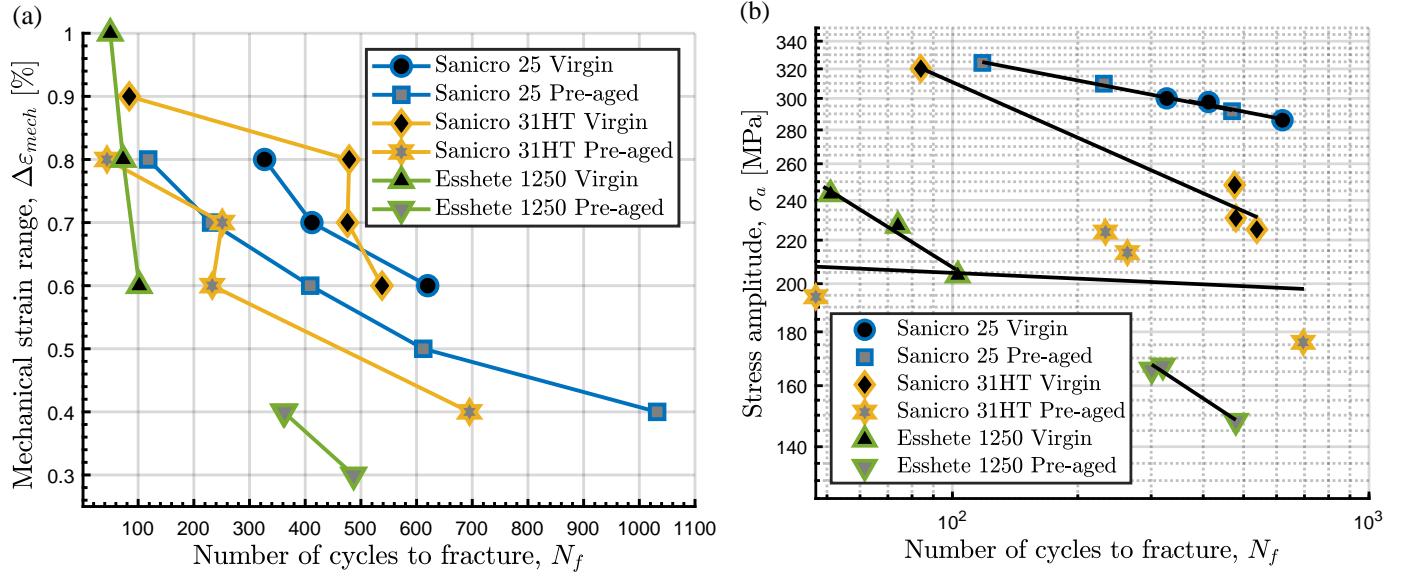 (a)
1
0.9
0.8
0.7
0.6
0.5
0.4
0.3
Mechanical strain range, Δε_mech [%]
Sanicro 25 Virgin
Sanicro 25 Pre-aged
Sanicro 31HT Virgin
Sanicro 31HT Pre-aged
Esshete 1250 Virgin
Esshete 1250 Pre-aged
100 200 300 400 500 600 700 800 900 1000 1100
Number of cycles to fracture, N_f
(b)
340
320
300
280
260
240
220
200
180
160
140
Stress amplitude, σ_a [MPa]
Sanicro 25 Virgin
Sanicro 25 Pre-aged
Sanicro 31HT Virgin
Sanicro 31HT Pre-aged
Esshete 1250 Virgin
Esshete 1250 Pre-aged
10² 10³
Number of cycles to fracture, N_f